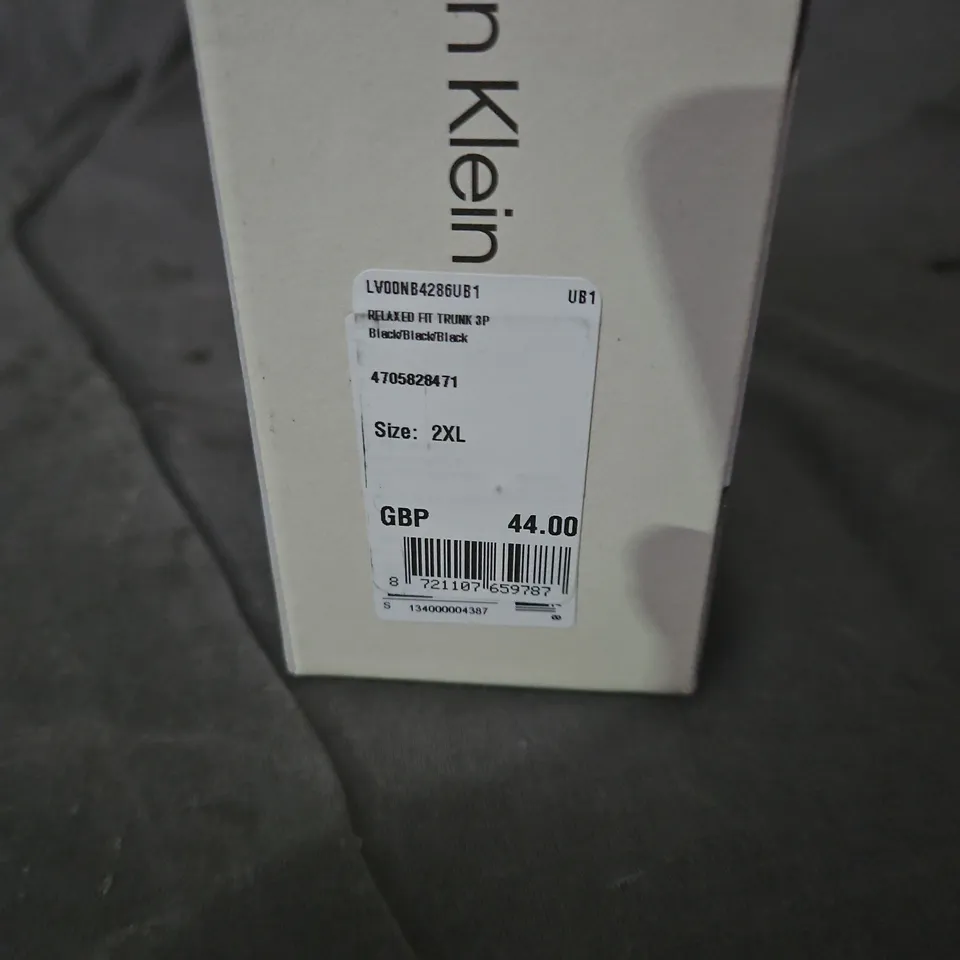 n Klein
LV00NB4286UB1 UB1
RELAXED FIT TRUNK 3P
Black/Black/Black
4705828471
Size: 2XL
GBP 44.00
8 721107 659787
S 134000004387